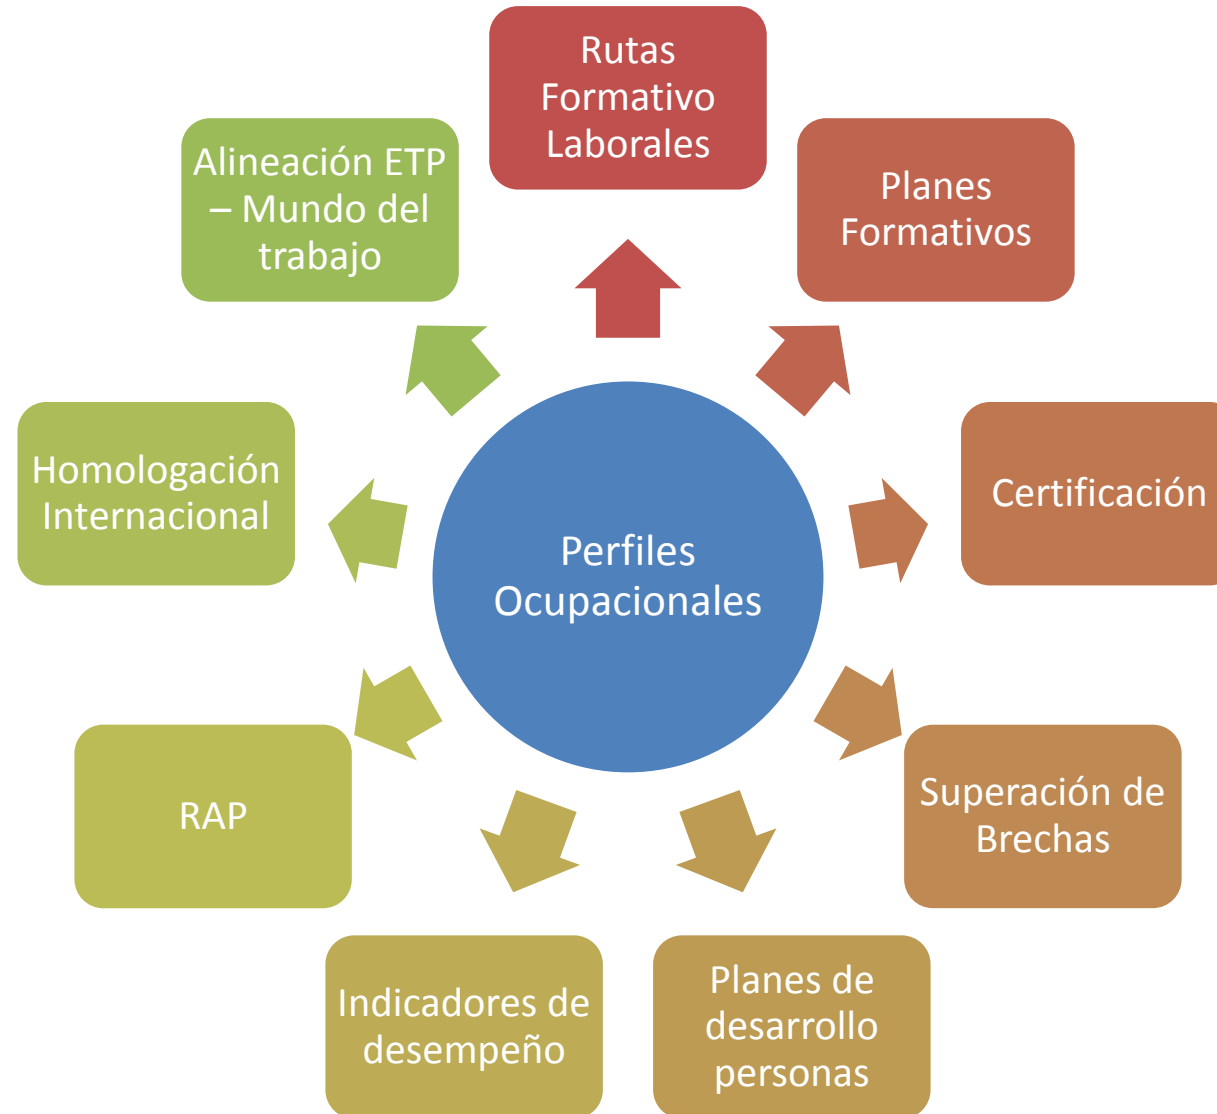 Rutas
Formativo
Laborales
Planes
Formativos
Certificación
Superación de
Brechas
Planes de
desarrollo
personas
Indicadores de
desempeño
RAP
Homologación
Internacional
Alineación ETP
– Mundo del
trabajo
Perfiles
Ocupacionales